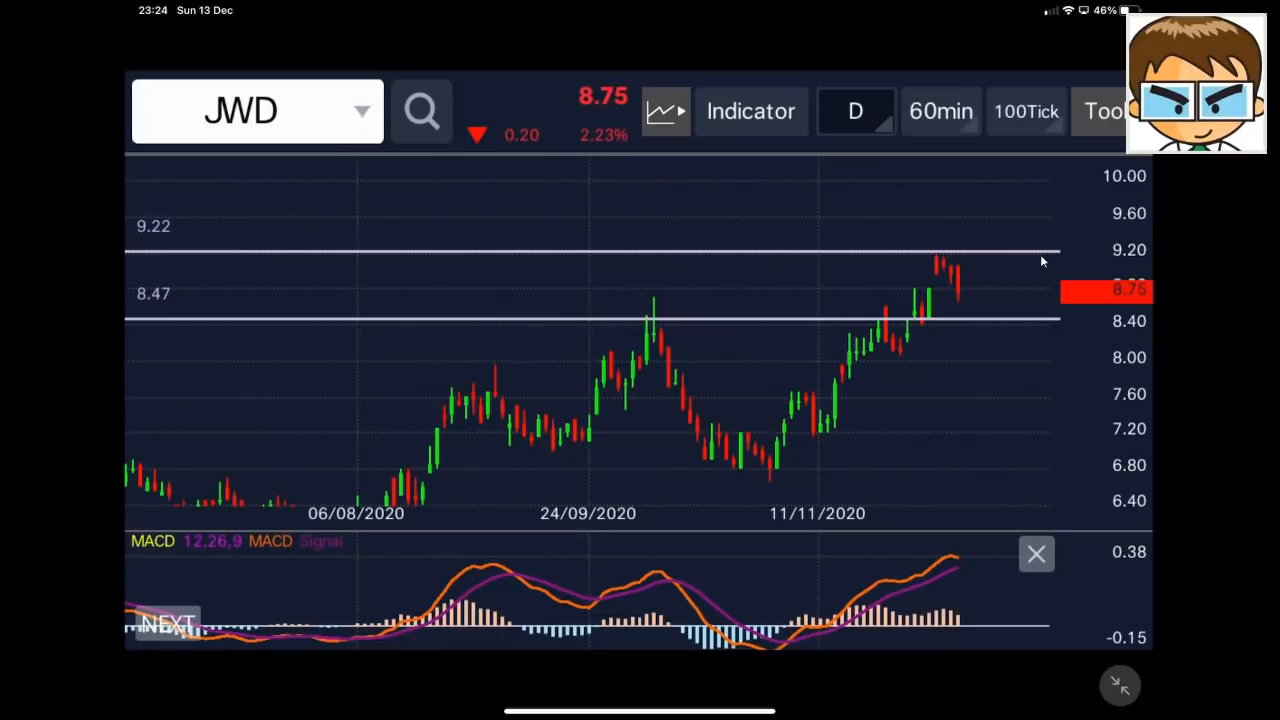 23:24 Sun 13 Dec
46%
JWD
8.75
0.20 2.23%
Indicator
D
60min
100Tick
10.00
9.60
9.22
9.20
8.75
8.47
8.40
8.00
7.60
7.20
6.80
6.40
06/08/2020 24/09/2020 11/11/2020
MACD 12,26,9 MACD Signal
0.38
NEXT
-0.15